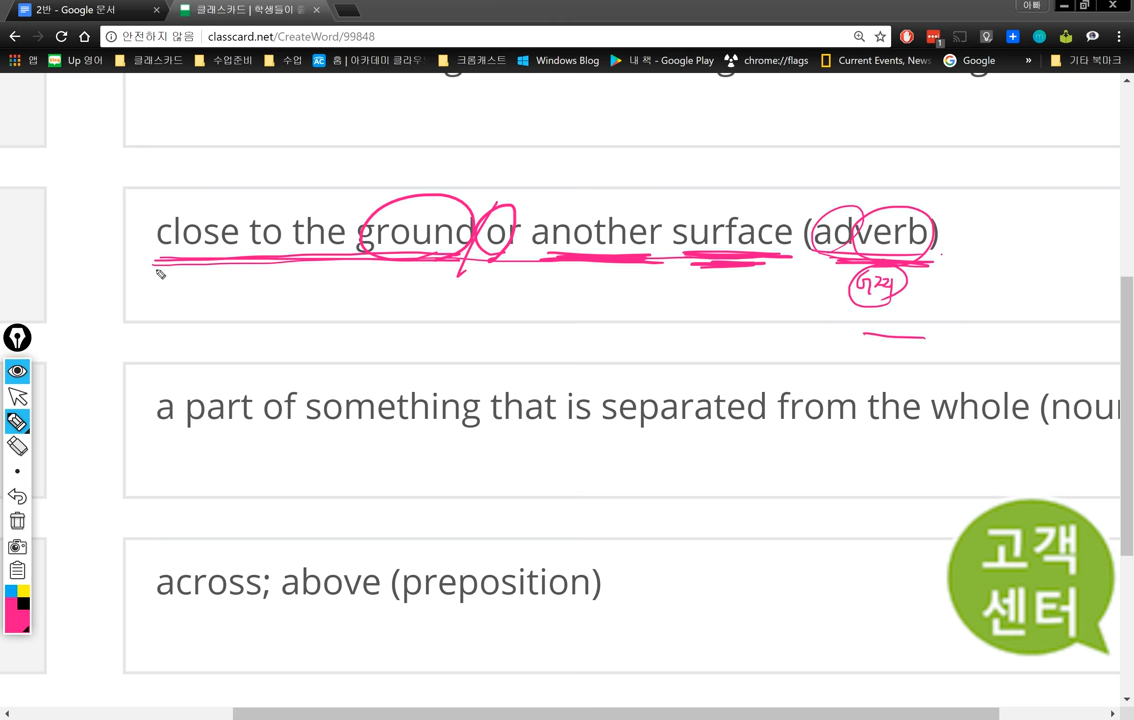 2반 - Google 문서
클래스카드 | 학생들이
아빠
안전하지 않음 classcard.net/CreateWord/99848
앱 Up 영어 클래스카드 수업준비 수업 홈 | 아카데미 클라우 크롬캐스트 Windows Blog 내 책 - Google Play chrome://flags Current Events, News Google » 기타 북마크
close to the ground or another surface (adverb)
a part of something that is separated from the whole (noun
across; above (preposition)
고객
센터